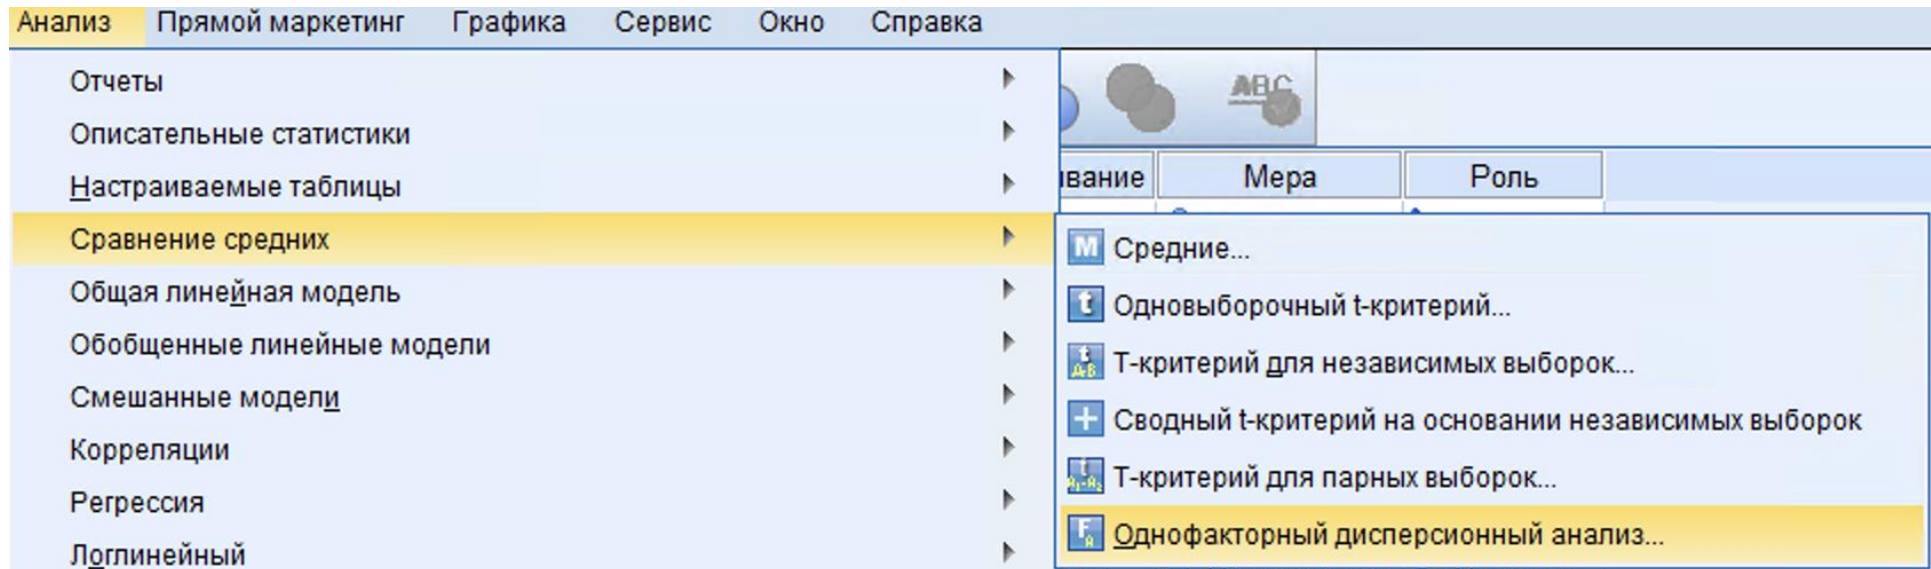 Анализ Прямой маркетинг Графика Сервис Окно Справка
Отчеты
Описательные статистики
Настраиваемые таблицы
Сравнение средних
Общая линейная модель
Обобщенные линейные модели
Смешанные модели
Корреляции
Регрессия
Логлинейный
ABC
ивание Мера Роль
M Средние...
t Одновыборочный t-критерий...
Т-критерий для независимых выборок...
Сводный t-критерий на основании независимых выборок
Т-критерий для парных выборок...
Однофакторный дисперсионный анализ...